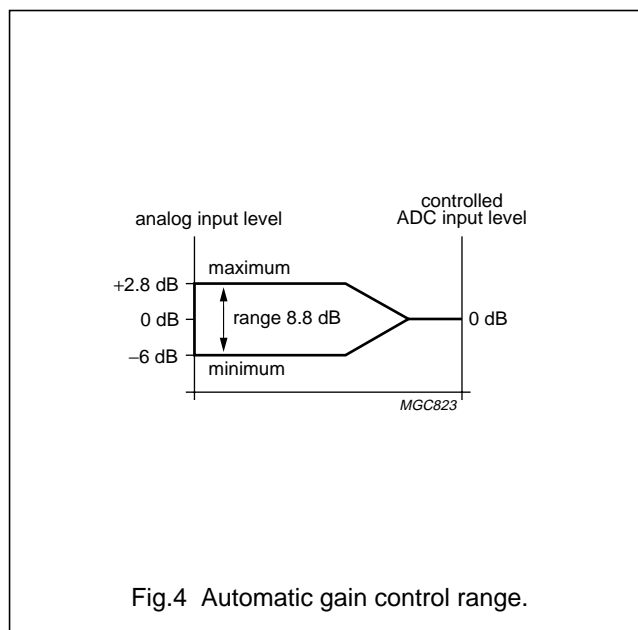 controlled
analog input level ADC input level
+2.8 dB maximum
0 dB range 8.8 dB 0 dB
−6 dB
minimum
MGC823
Fig.4 Automatic gain control range.